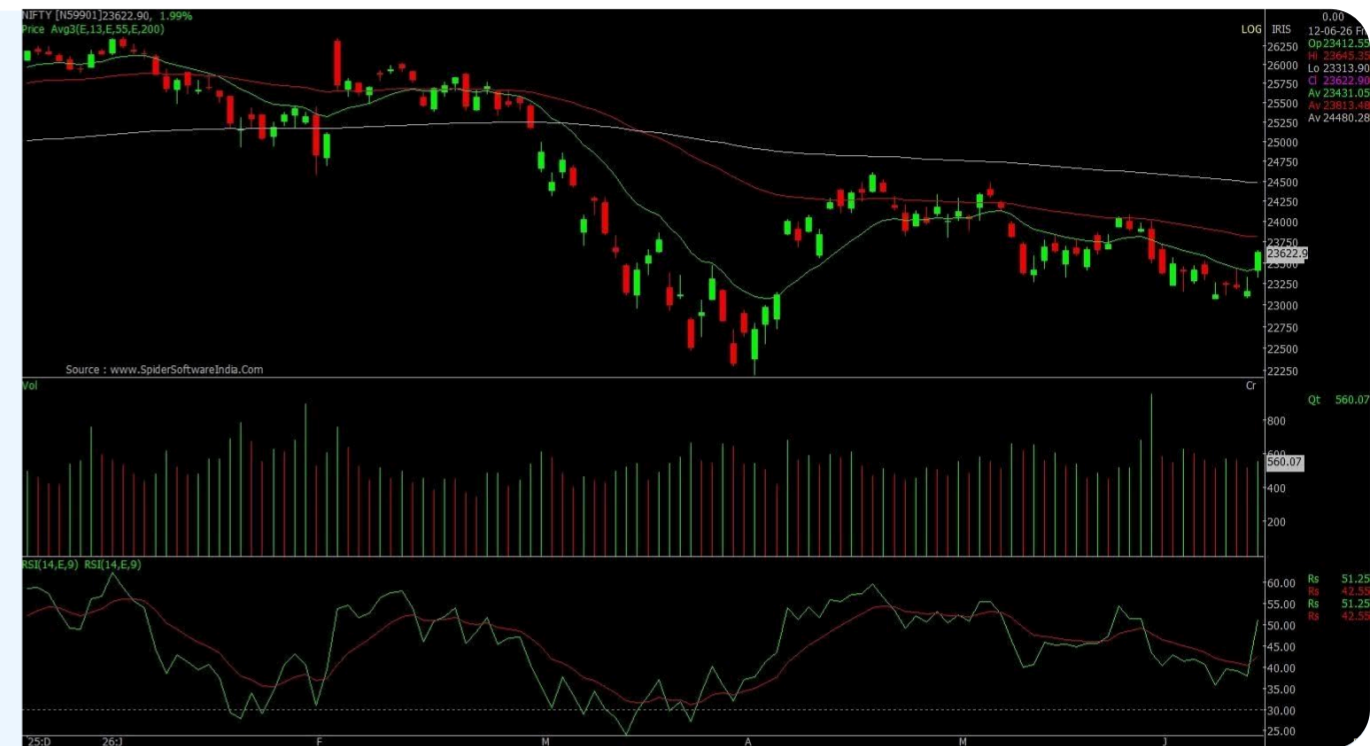 NIFTY [N59901]23622.90, 1.99%
Price Avg3(E,13,E,55,E,200)
LOG
IRIS
0.00
12-06-26 Fr
Op23412.55
Hi 23645.35
Lo 23313.90
Cl 23622.90
Av 23431.05
Av 23813.48
Av 24480.28
26250
26000
25750
25500
25250
25000
24750
24500
24250
24000
23750
23622.9
23500
23250
23000
22750
22500
22250
Source : www.SpiderSoftwareIndia.Com
Vol
Cr
Qt 560.07
800
600
560.07
400
200
RSI(14,E,9) RSI(14,E,9)
60.00
55.00
50.00
45.00
40.00
35.00
30.00
25.00
Rs 51.25
Rs 42.55
Rs 51.25
Rs 42.55
25:D 26:J F M A M J